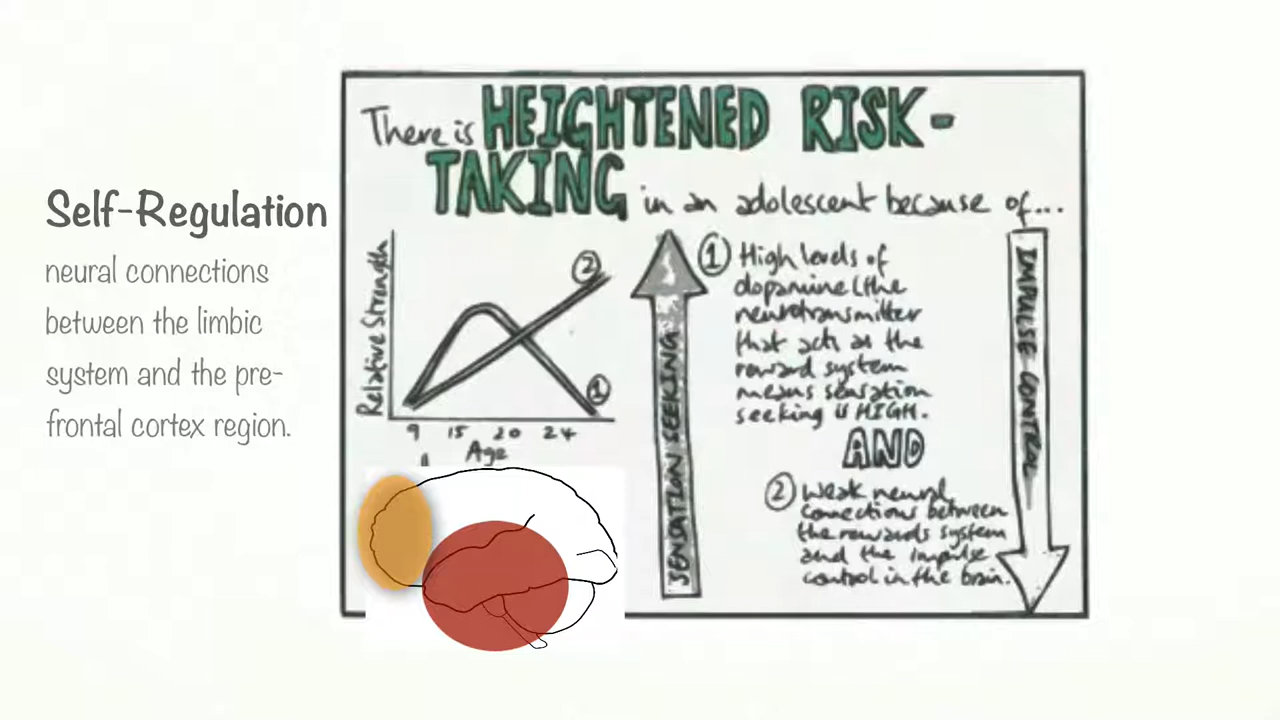 Self-Regulation
neural connections
between the limbic
system and the pre-
frontal cortex region.
There is HEIGHTENED RISK-
TAKING in an adolescent because of...
Relative Strength
2
1
9 15 20 24
Age
SENSATION SEEKING
1 High levels of
dopamine (the
neurotransmitter
that acts as the
reward system
means sensation
seeking is HIGH.
AND
2 Weak neural
connections between
the rewards system
and the impulse
control in the brain.
IMPULSE CONTROL